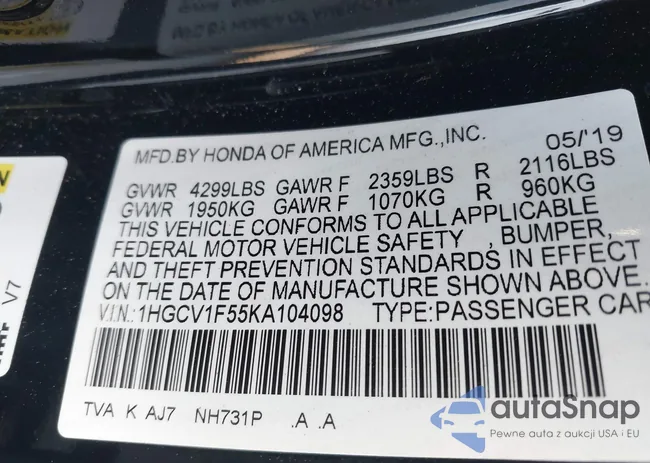 MFD.BY HONDA OF AMERICA MFG.,INC. 05/'19
GVWR 4299LBS GAWR F 2359LBS R 2116LBS
GVWR 1950KG GAWR F 1070KG R 960KG
THIS VEHICLE CONFORMS TO ALL APPLICABLE
FEDERAL MOTOR VEHICLE SAFETY , BUMPER,
AND THEFT PREVENTION STANDARDS IN EFFECT
ON THE DATE OF MANUFACTURE SHOWN ABOVE.
V.I.N.:1HGCV1F55KA104098 TYPE:PASSENGER CAR
TVA K AJ7 NH731P .A .A
V7
autaSnap
Pewne auta z aukcji USA i EU